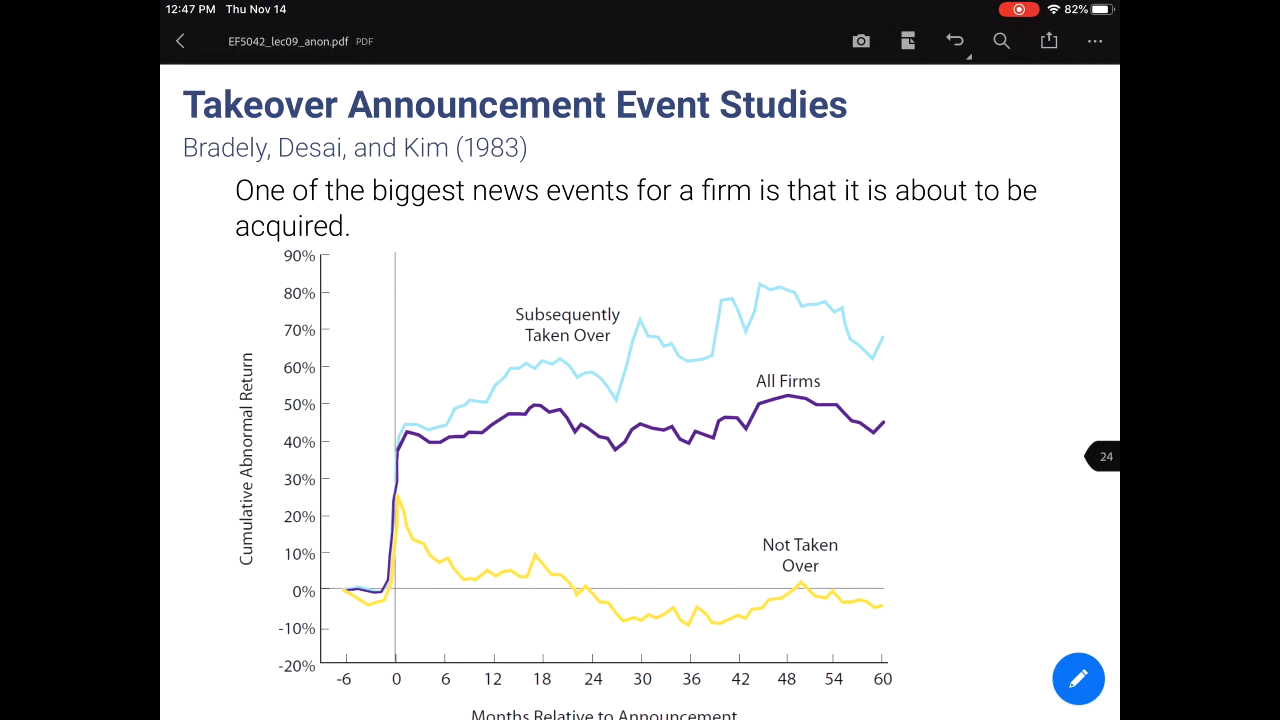 12:47 PM Thu Nov 14
82%
EF5042_lec09_anon.pdf PDF
Takeover Announcement Event Studies
Bradely, Desai, and Kim (1983)
One of the biggest news events for a firm is that it is about to be
acquired.
90%
80%
70%
60%
50%
40%
30%
20%
10%
0%
-10%
-20%
Cumulative Abnormal Return
Subsequently
Taken Over
All Firms
Not Taken
Over
24
-6 0 6 12 18 24 30 36 42 48 54 60
Months Relative to Announcement